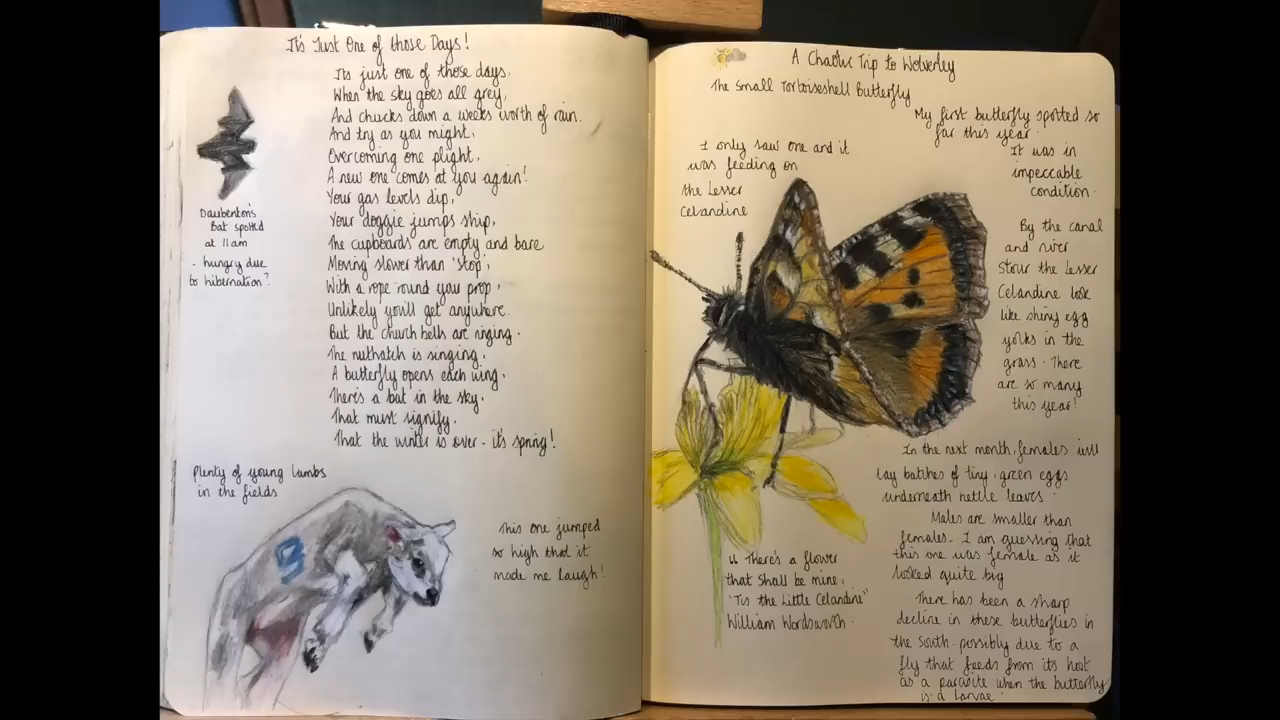 It's Just One of those Days!
Its just one of those days,
When the sky goes all grey,
And chucks down a weeks worth of rain.
And try as you might,
Overcoming one plight,
A new one comes at you again!
Your gas levels dip,
Your doggie jumps ship,
The cupboards are empty and bare
Moving slower than 'stop',
With a rope 'round your prop,
Unlikely you'll get anywhere.
But the church bells are ringing,
The nuthatch is singing,
A butterfly opens each wing,
There's a bat in the sky,
That must signify,
That the winter is over - it's spring!
Daubenton's
Bat spotted
at 11am
- hungry due
to hibernation?
Plenty of young lambs
in the fields
This one jumped
so high that it
made me laugh!
A Chaotic Trip to Wolverley
The Small Tortoiseshell Butterfly
My first butterfly spotted so
far this year.
I only saw one and it
was feeding on
the Lesser
Celandine
It was in
impeccable
condition.
By the canal
and river
Stour the Lesser
Celandine look
like shiny egg
yolks in the
grass. There
are so many
this year!
In the next month, females will
lay batches of tiny, green eggs
underneath nettle leaves.
Males are smaller than
females. I am guessing that
this one was female as it
looked quite big
There has been a sharp
decline in these butterflies in
the South - possibly due to a
fly that feeds from its host
as a parasite when the butterfly
is a larvae.
"There's a flower
that shall be mine,
'Tis the Little Celandine"
William Wordsworth.